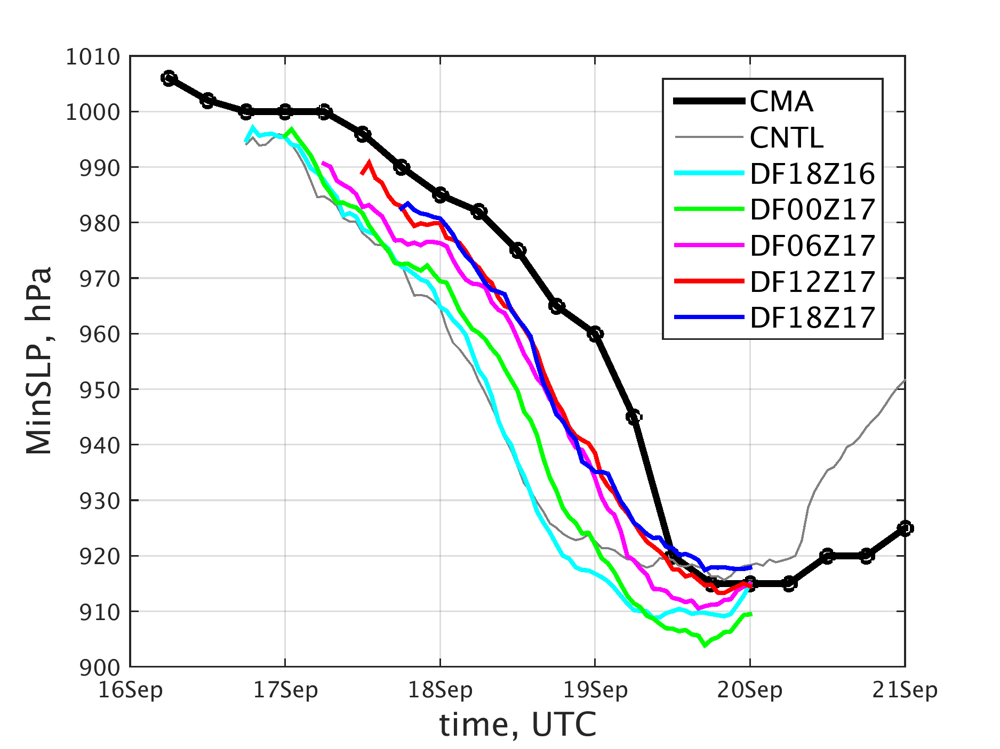 1010
1000
990
980
970
960
950
940
930
920
910
900
MinSLP, hPa
CMA
CNTL
DF18Z16
DF00Z17
DF06Z17
DF12Z17
DF18Z17
16Sep 17Sep 18Sep 19Sep 20Sep 21Sep
time, UTC